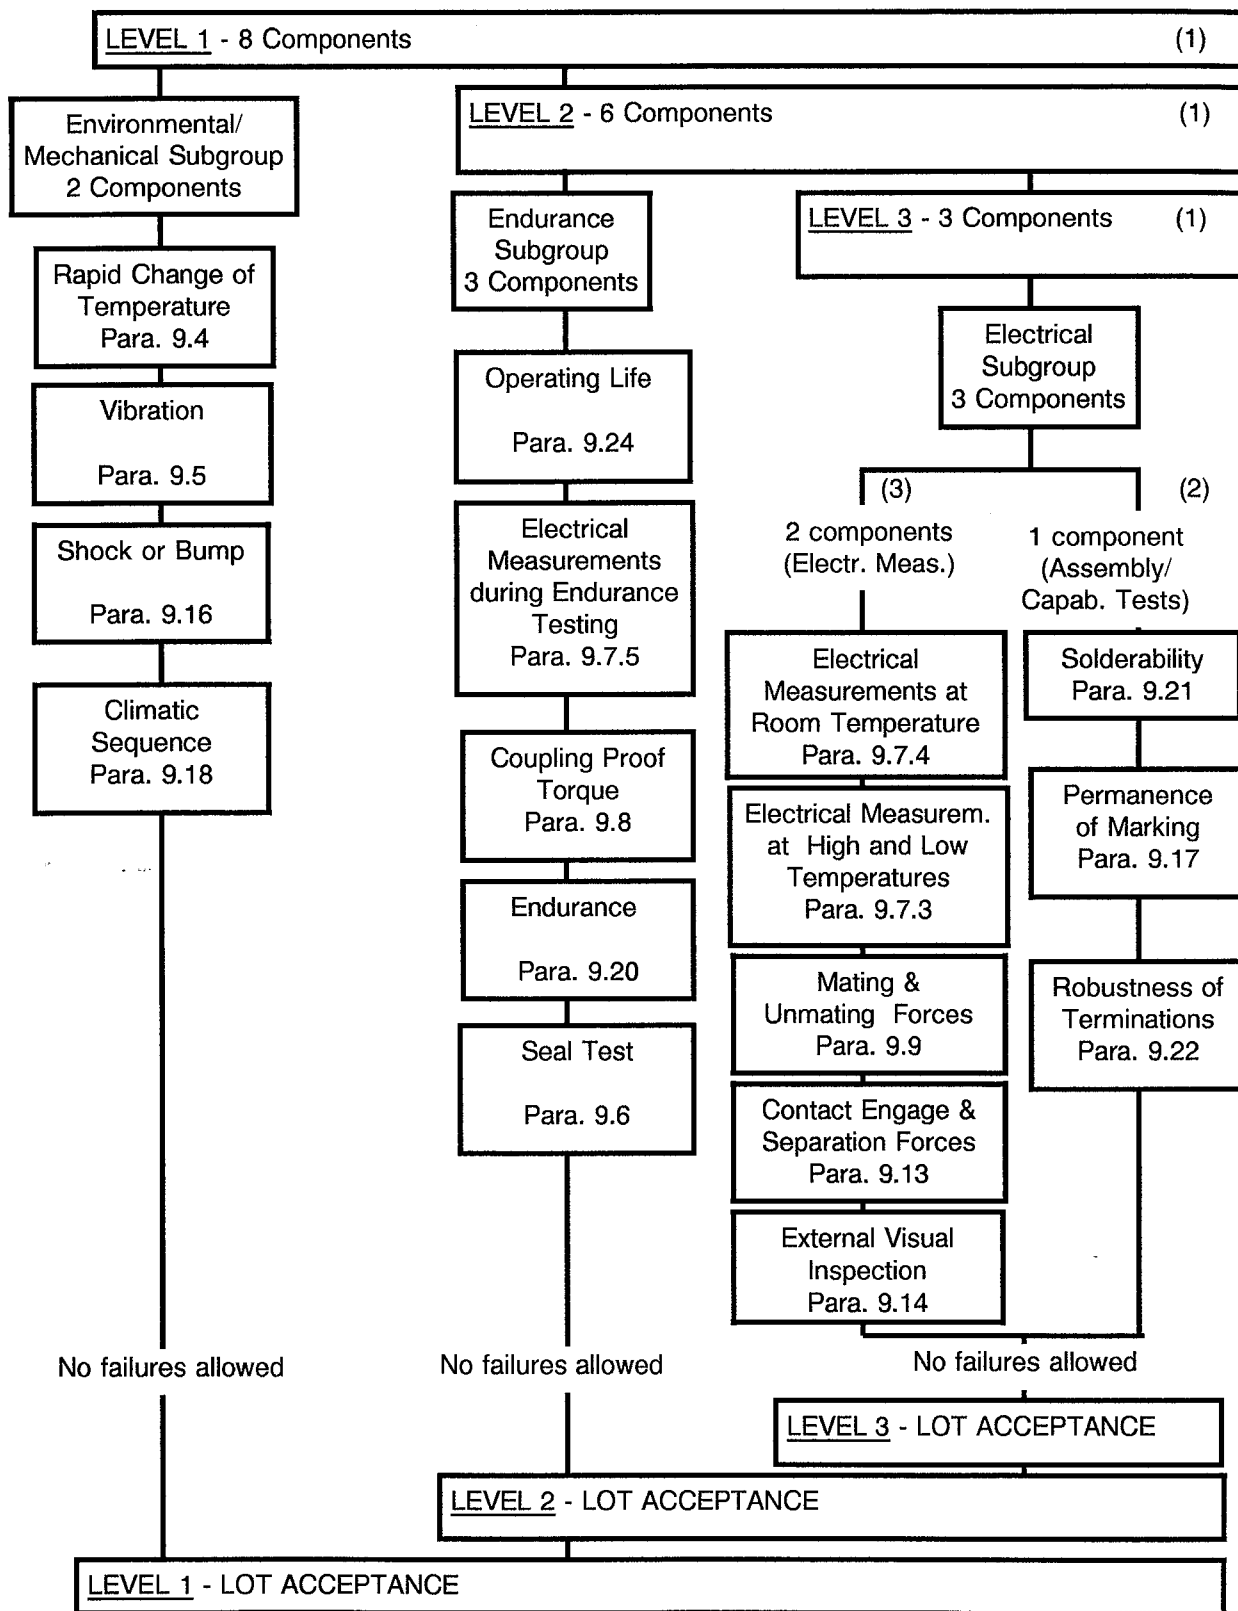 LEVEL 1 - 8 Components (1)
Environmental/
Mechanical Subgroup
2 Components
Rapid Change of
Temperature
Para. 9.4
Vibration
Para. 9.5
Shock or Bump
Para. 9.16
Climatic
Sequence
Para. 9.18
No failures allowed
LEVEL 2 - 6 Components (1)
Endurance
Subgroup
3 Components
Operating Life
Para. 9.24
Electrical
Measurements
during Endurance
Testing
Para. 9.7.5
Coupling Proof
Torque
Para. 9.8
Endurance
Para. 9.20
Seal Test
Para. 9.6
No failures allowed
LEVEL 3 - 3 Components (1)
Electrical
Subgroup
3 Components
(3)
2 components
(Electr. Meas.)
Electrical
Measurements at
Room Temperature
Para. 9.7.4
Electrical Measurem.
at High and Low
Temperatures
Para. 9.7.3
Mating &
Unmating Forces
Para. 9.9
Contact Engage &
Separation Forces
Para. 9.13
External Visual
Inspection
Para. 9.14
(2)
1 component
(Assembly/
Capab. Tests)
Solderability
Para. 9.21
Permanence
of Marking
Para. 9.17
Robustness of
Terminations
Para. 9.22
No failures allowed
LEVEL 3 - LOT ACCEPTANCE
LEVEL 2 - LOT ACCEPTANCE
LEVEL 1 - LOT ACCEPTANCE